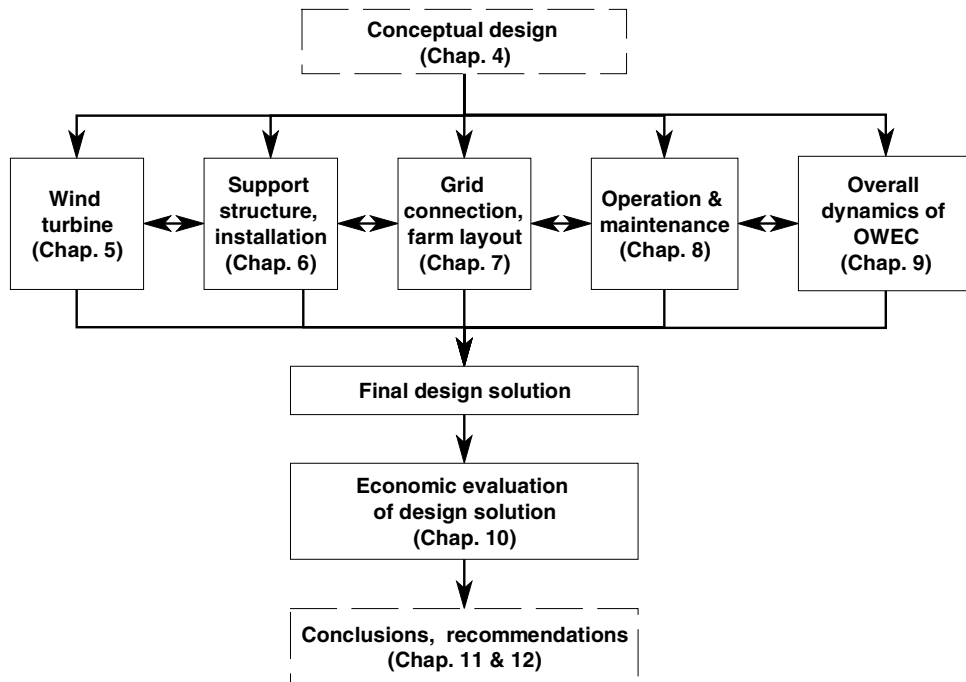 Conceptual design
(Chap. 4)
Wind
turbine
(Chap. 5)
Support
structure,
installation
(Chap. 6)
Grid
connection,
farm layout
(Chap. 7)
Operation &
maintenance
(Chap. 8)
Overall
dynamics of
OWEC
(Chap. 9)
Final design solution
Economic evaluation
of design solution
(Chap. 10)
Conclusions, recommendations
(Chap. 11 & 12)